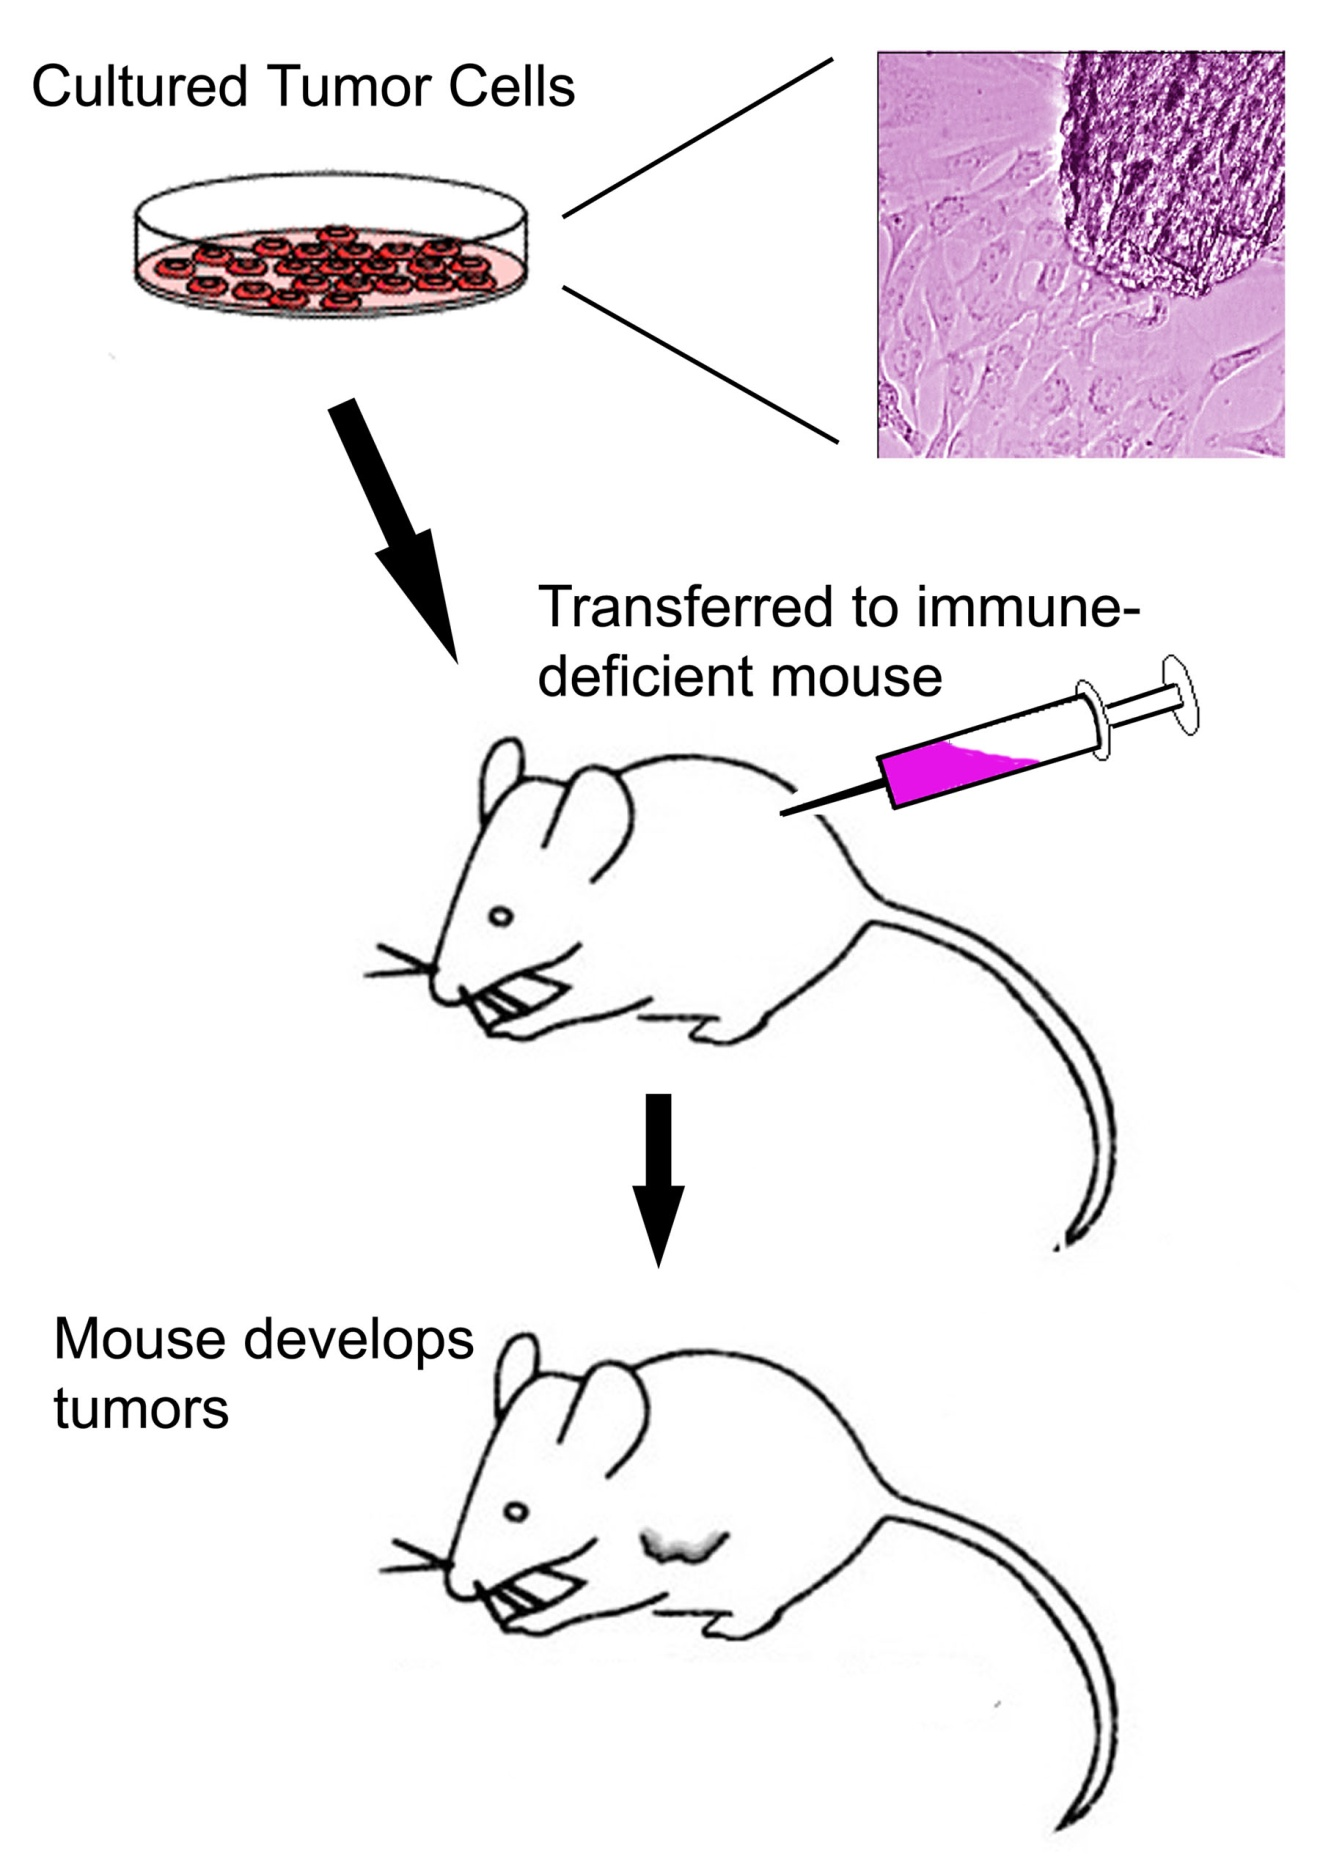 Cultured Tumor Cells
Transferred to immune-
deficient mouse
Mouse develops
tumors